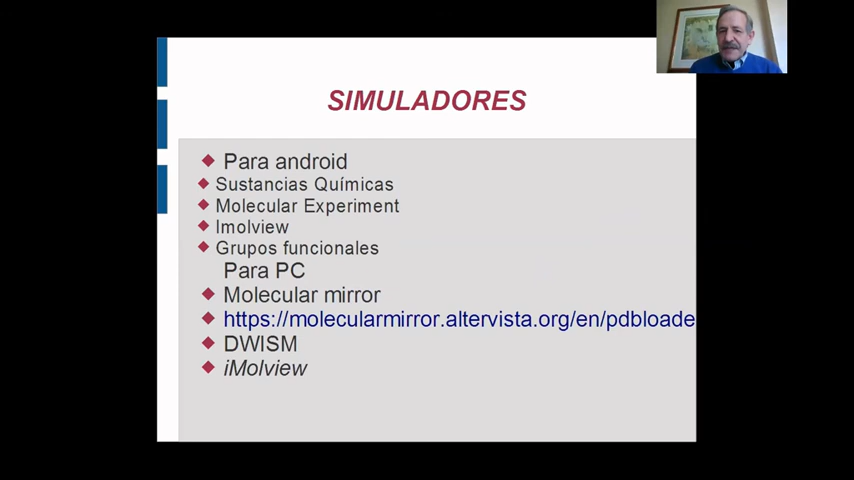 SIMULADORES
Para android
Sustancias Químicas
Molecular Experiment
Imolview
Grupos funcionales
Para PC
Molecular mirror
https://molecularmirror.altervista.org/en/pdbloade
DWISM
iMolview